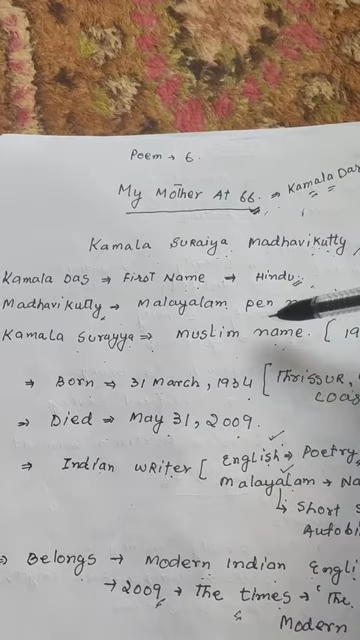 Poem → 6.
My Mother At 66. ⇒ Kamala Das
Kamala Suraiya Madhavikutty
Kamala Das ⇒ First Name → Hindu.
Madhavikutty → Malayalam pen
Kamala Surayya ⇒ Muslim name. [ 19
⇒ Born ⇒ 31 March, 1934 [ Thrissur,
⇒ Died ⇒ May 31, 2009.
⇒ Indian writer [ English ⇒ Poetry
Malayalam → Na
↳ Short S
Autobi
⇒ Belongs → Modern Indian Engli
→ 2009 → The times → 'The
Modern